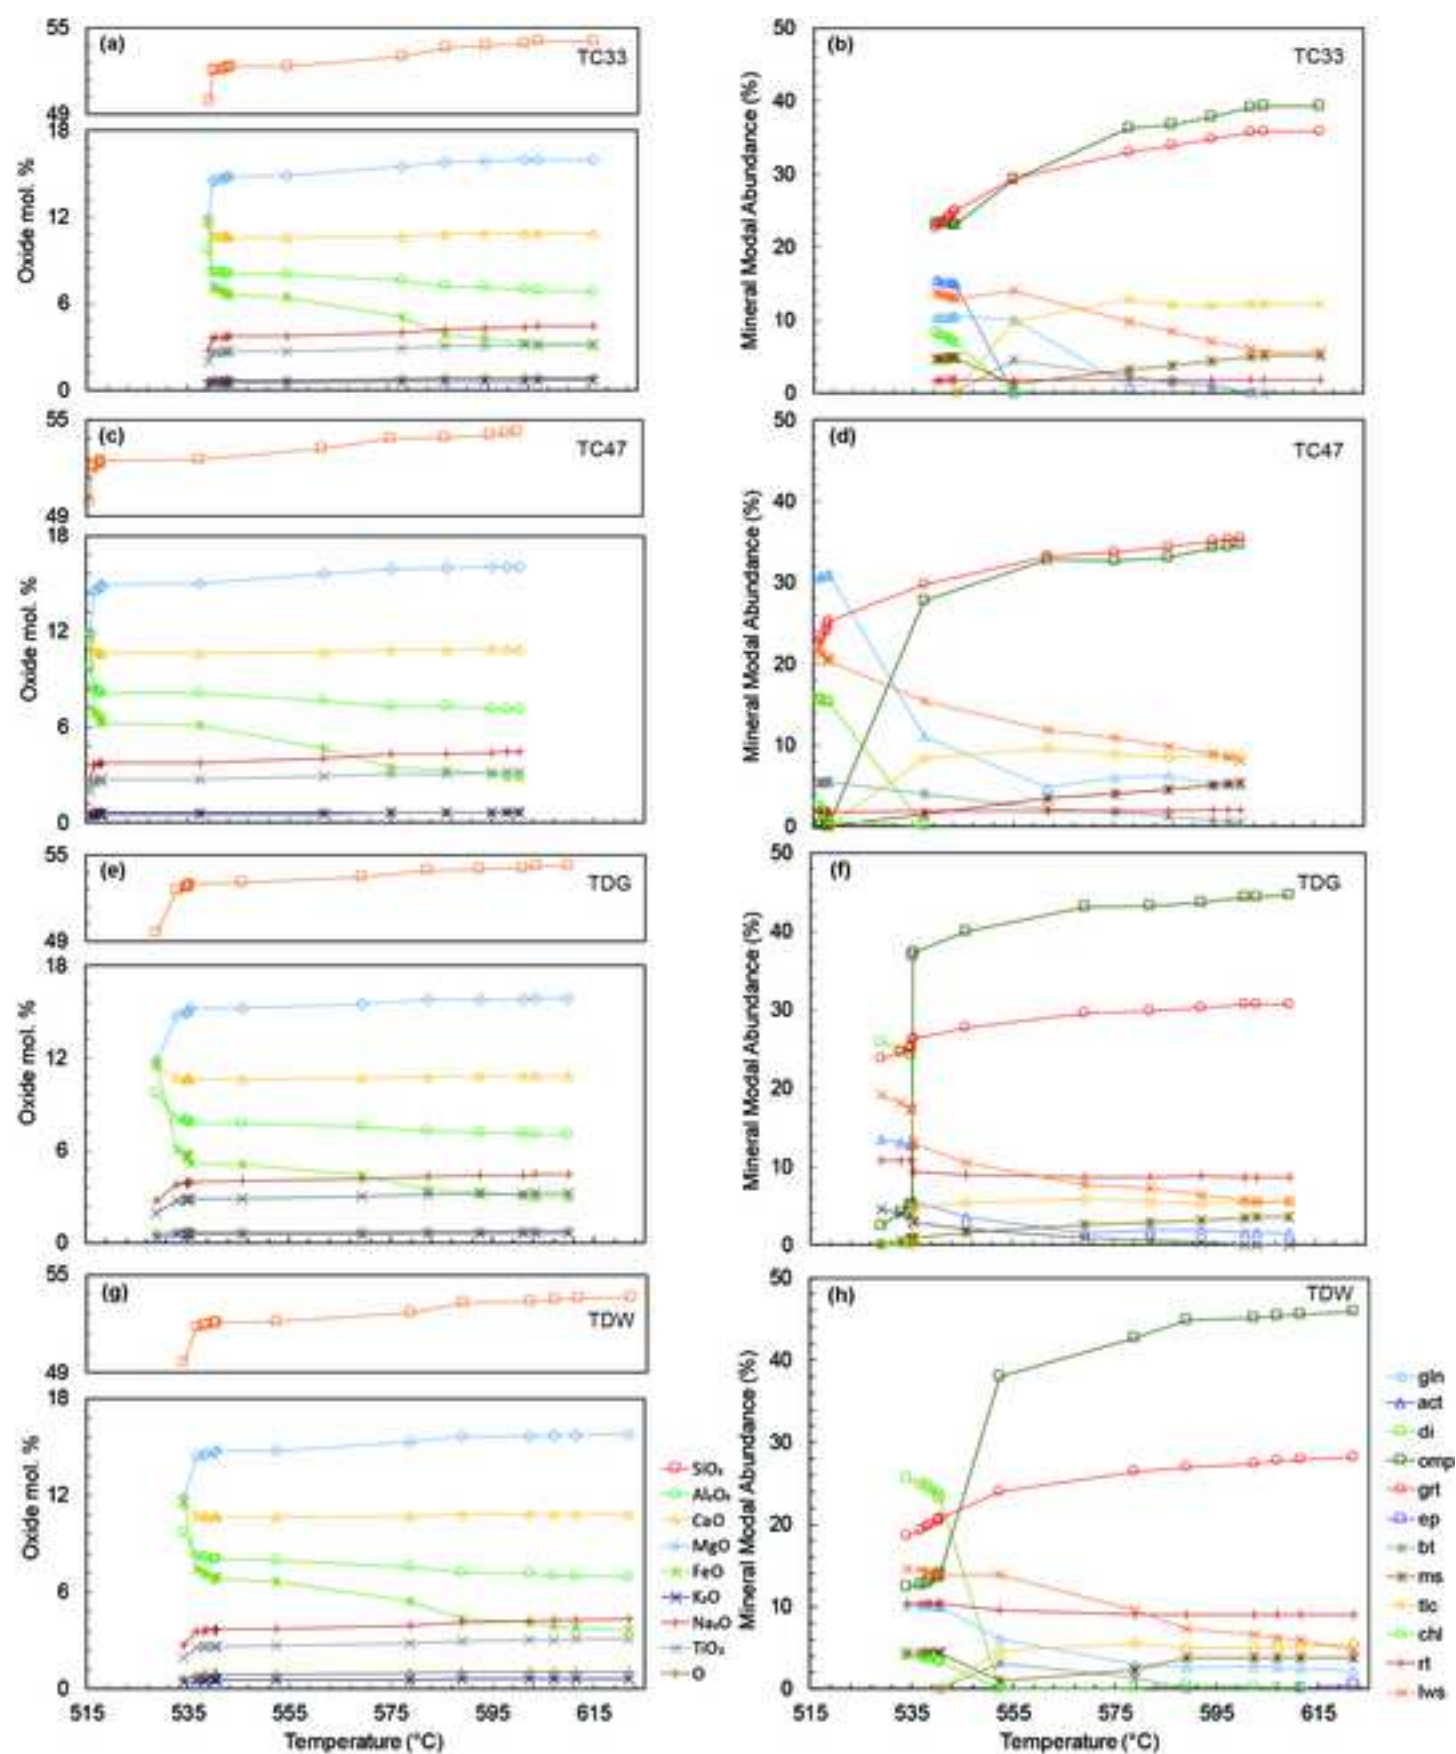 55
(a)
TC33
49
18
12
6
0
Oxide mol. %
50
(b)
TC33
40
30
20
10
0
Mineral Modal Abundance (%)
55
(c)
TC47
49
18
12
6
0
Oxide mol. %
50
(d)
TC47
40
30
20
10
0
Mineral Modal Abundance (%)
55
(e)
TDG
49
18
12
6
0
Oxide mol. %
50
(f)
TDG
40
30
20
10
0
Mineral Modal Abundance (%)
55
(g)
TDW
49
18
12
6
0
Oxide mol. %
515 535 555 575 595 615
Temperature (°C)
SiO₂
Al₂O₃
CaO
MgO
FeO
K₂O
Na₂O
TiO₂
O
50
(h)
TDW
40
30
20
10
0
Mineral Modal Abundance (%)
515 535 555 575 595 615
Temperature (°C)
gln
act
di
omp
grt
ep
bt
ms
tlc
chl
rt
lws